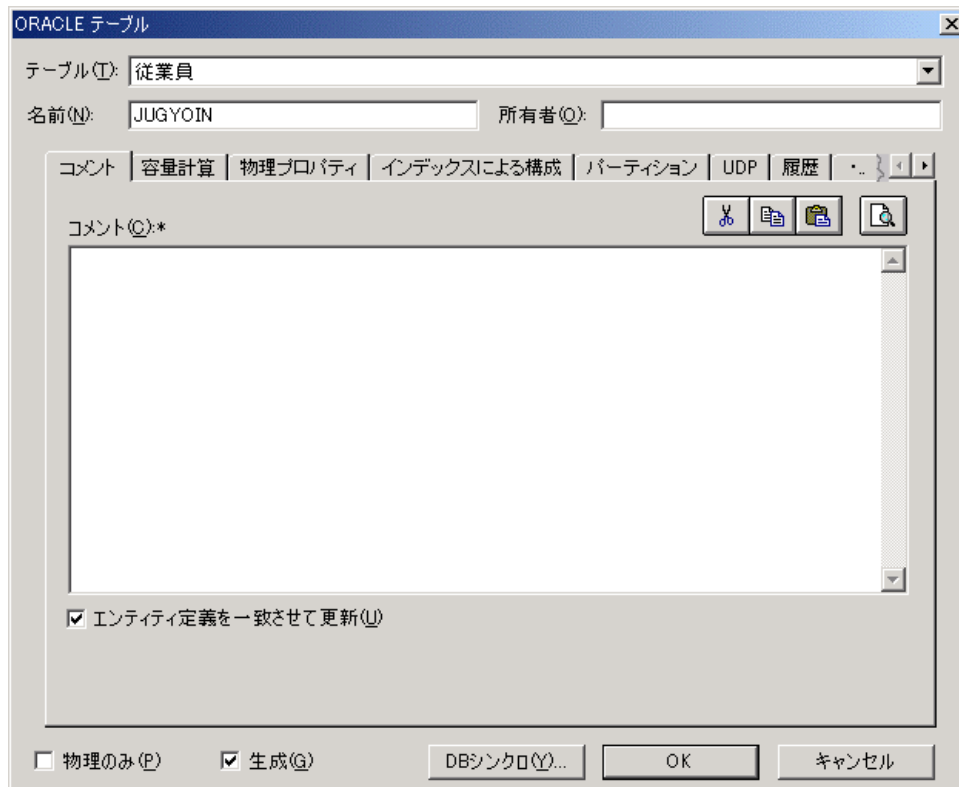 ORACLE テーブル
テーブル(T): 従業員
名前(N): JUGYOIN 所有者(O):
コメント 容量計算 物理プロパティ インデックスによる構成 パーティション UDP 履歴 ・..
コメント(C):*
エンティティ定義を一致させて更新(U)
物理のみ(P) 生成(G) DBシンクロ(Y)... OK キャンセル